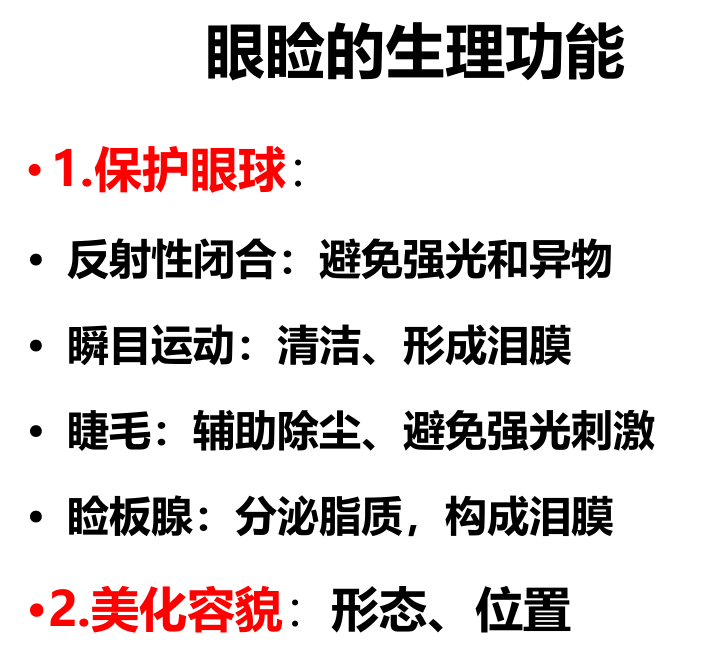 眼睑的生理功能
•1.保护眼球：
• 反射性闭合：避免强光和异物
• 瞬目运动：清洁、形成泪膜
• 睫毛：辅助除尘、避免强光刺激
• 睑板腺：分泌脂质，构成泪膜
•2.美化容貌：形态、位置